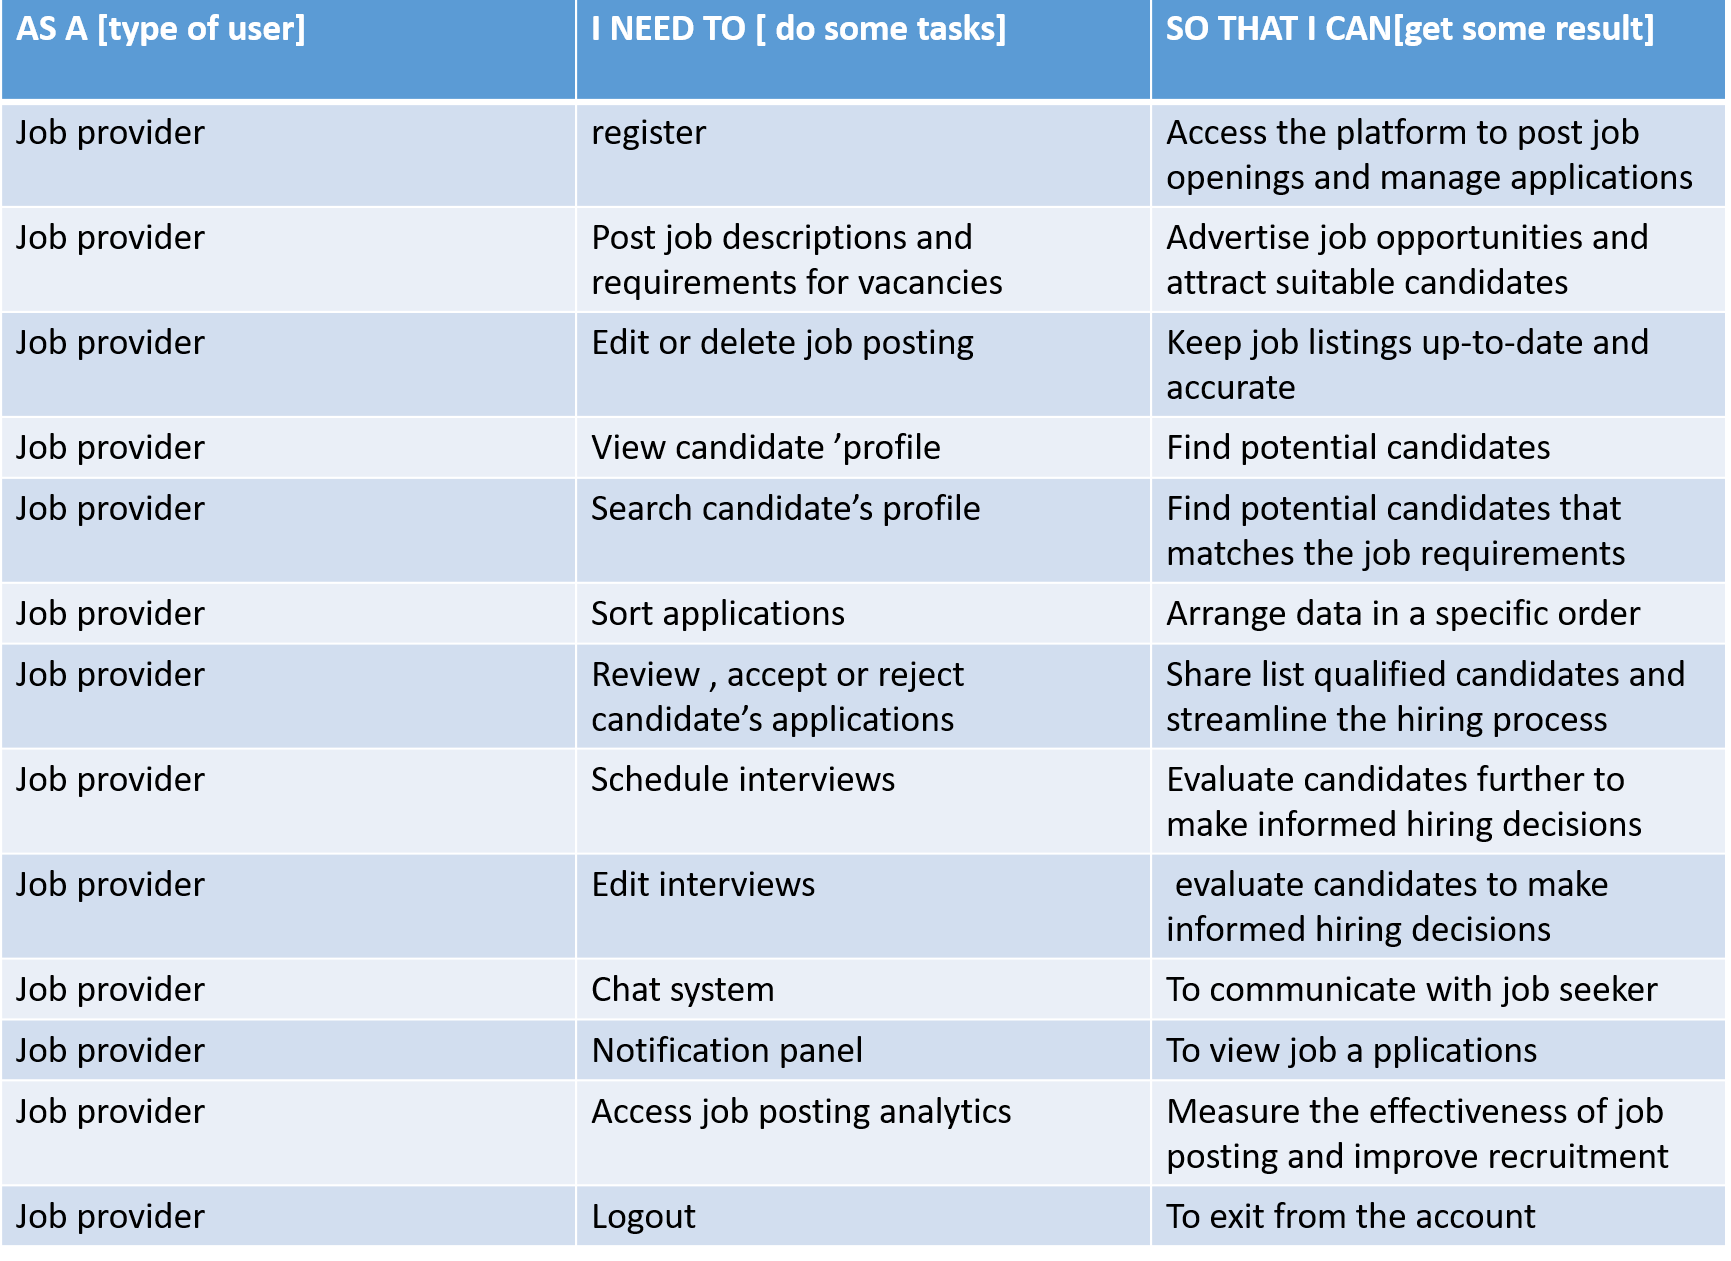 AS A [type of user] I NEED TO [ do some tasks] SO THAT I CAN[get some result]
Job provider register Access the platform to post job
openings and manage applications
Job provider Post job descriptions and Advertise job opportunities and
requirements for vacancies attract suitable candidates
Job provider Edit or delete job posting Keep job listings up-to-date and
accurate
Job provider View candidate ’profile Find potential candidates
Job provider Search candidate’s profile Find potential candidates that
matches the job requirements
Job provider Sort applications Arrange data in a specific order
Job provider Review , accept or reject Share list qualified candidates and
candidate’s applications streamline the hiring process
Job provider Schedule interviews Evaluate candidates further to
make informed hiring decisions
Job provider Edit interviews evaluate candidates to make
informed hiring decisions
Job provider Chat system To communicate with job seeker
Job provider Notification panel To view job a pplications
Job provider Access job posting analytics Measure the effectiveness of job
posting and improve recruitment
Job provider Logout To exit from the account